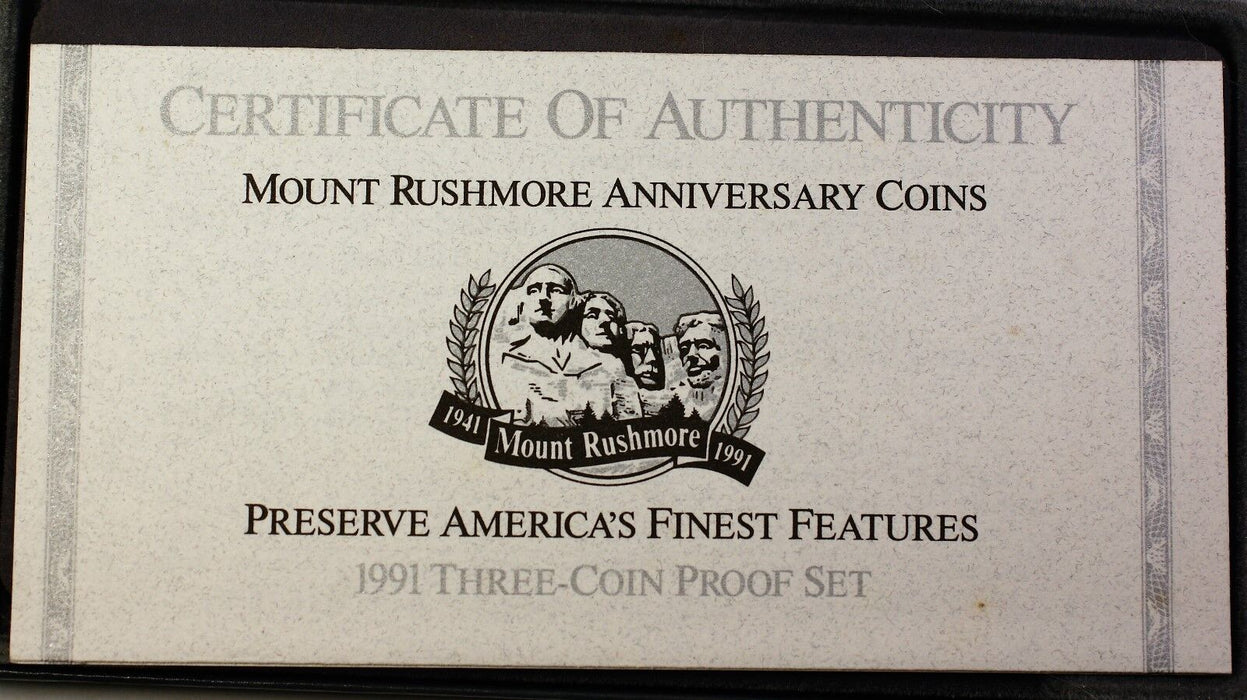 CERTIFICATE OF AUTHENTICITY
MOUNT RUSHMORE ANNIVERSARY COINS
1941 Mount Rushmore 1991
PRESERVE AMERICA'S FINEST FEATURES
1991 THREE-COIN PROOF SET